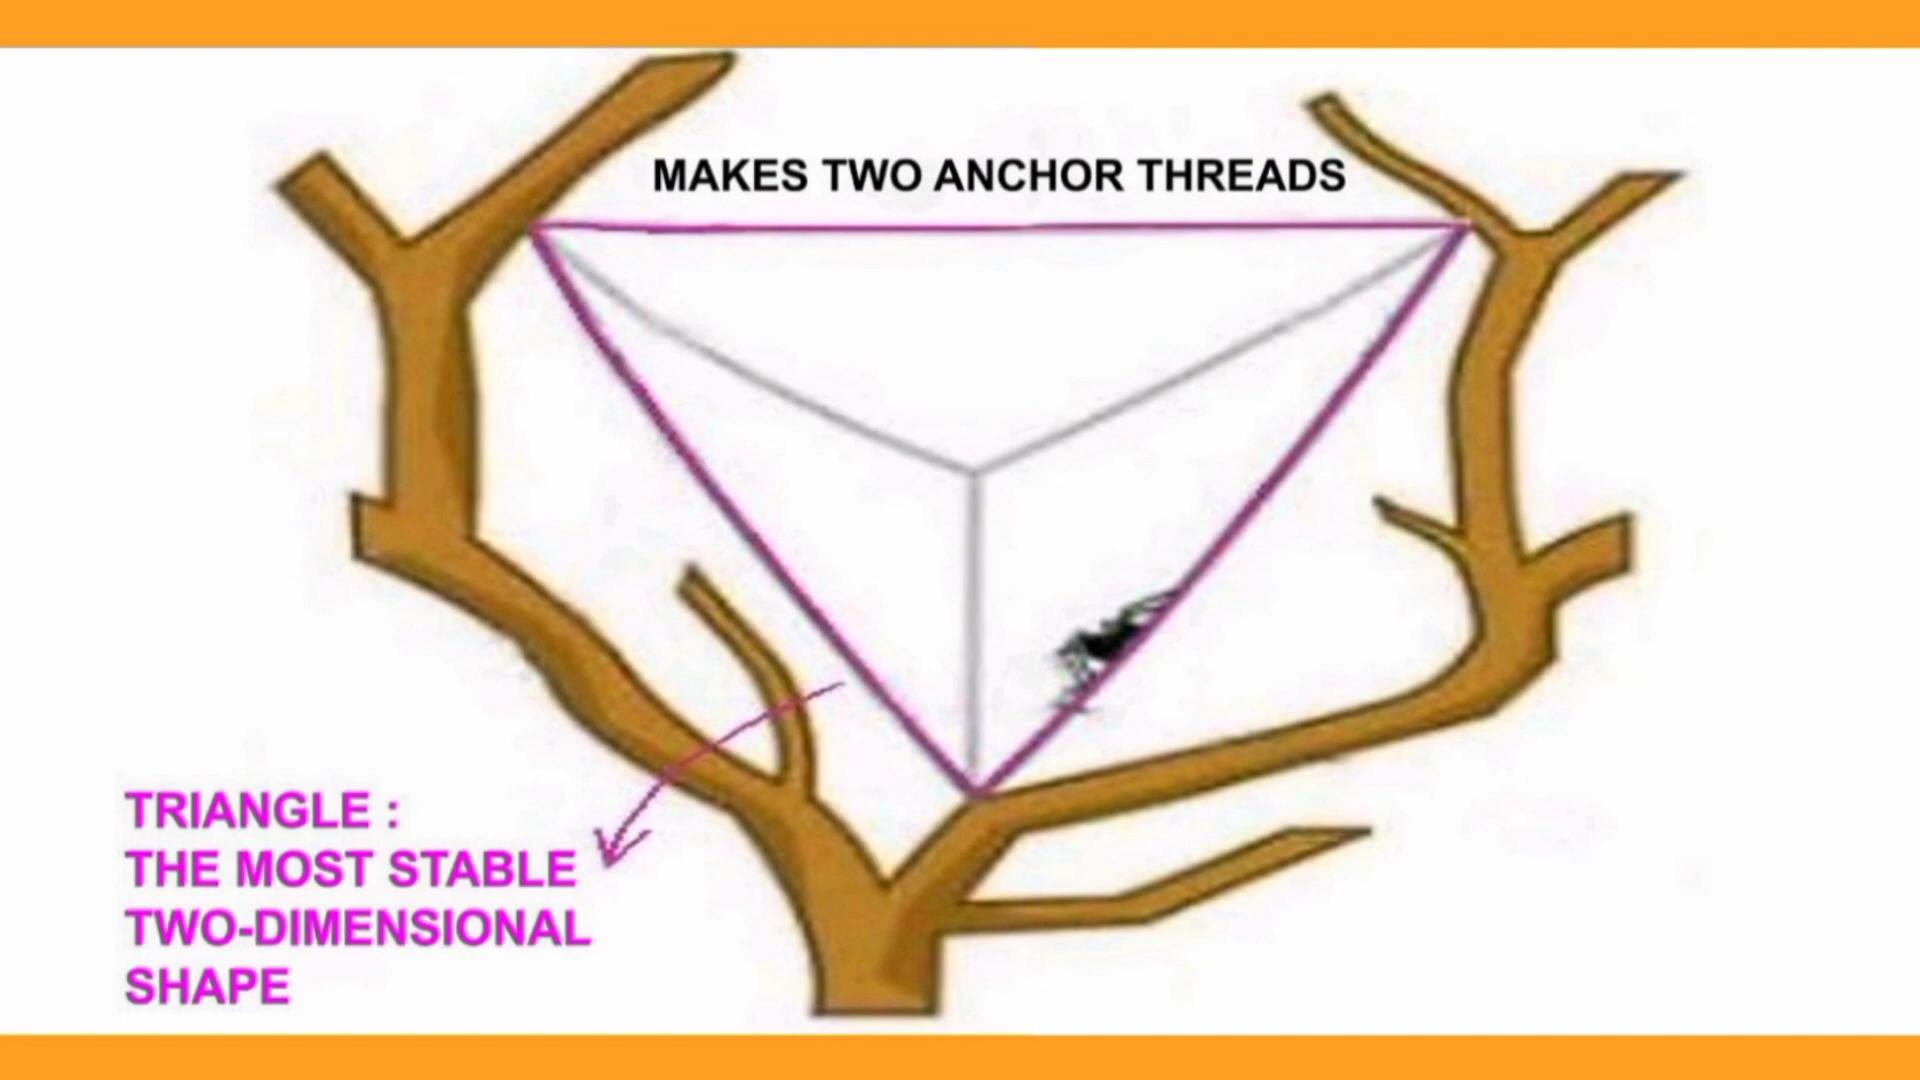 MAKES TWO ANCHOR THREADS
TRIANGLE :
THE MOST STABLE
TWO-DIMENSIONAL
SHAPE